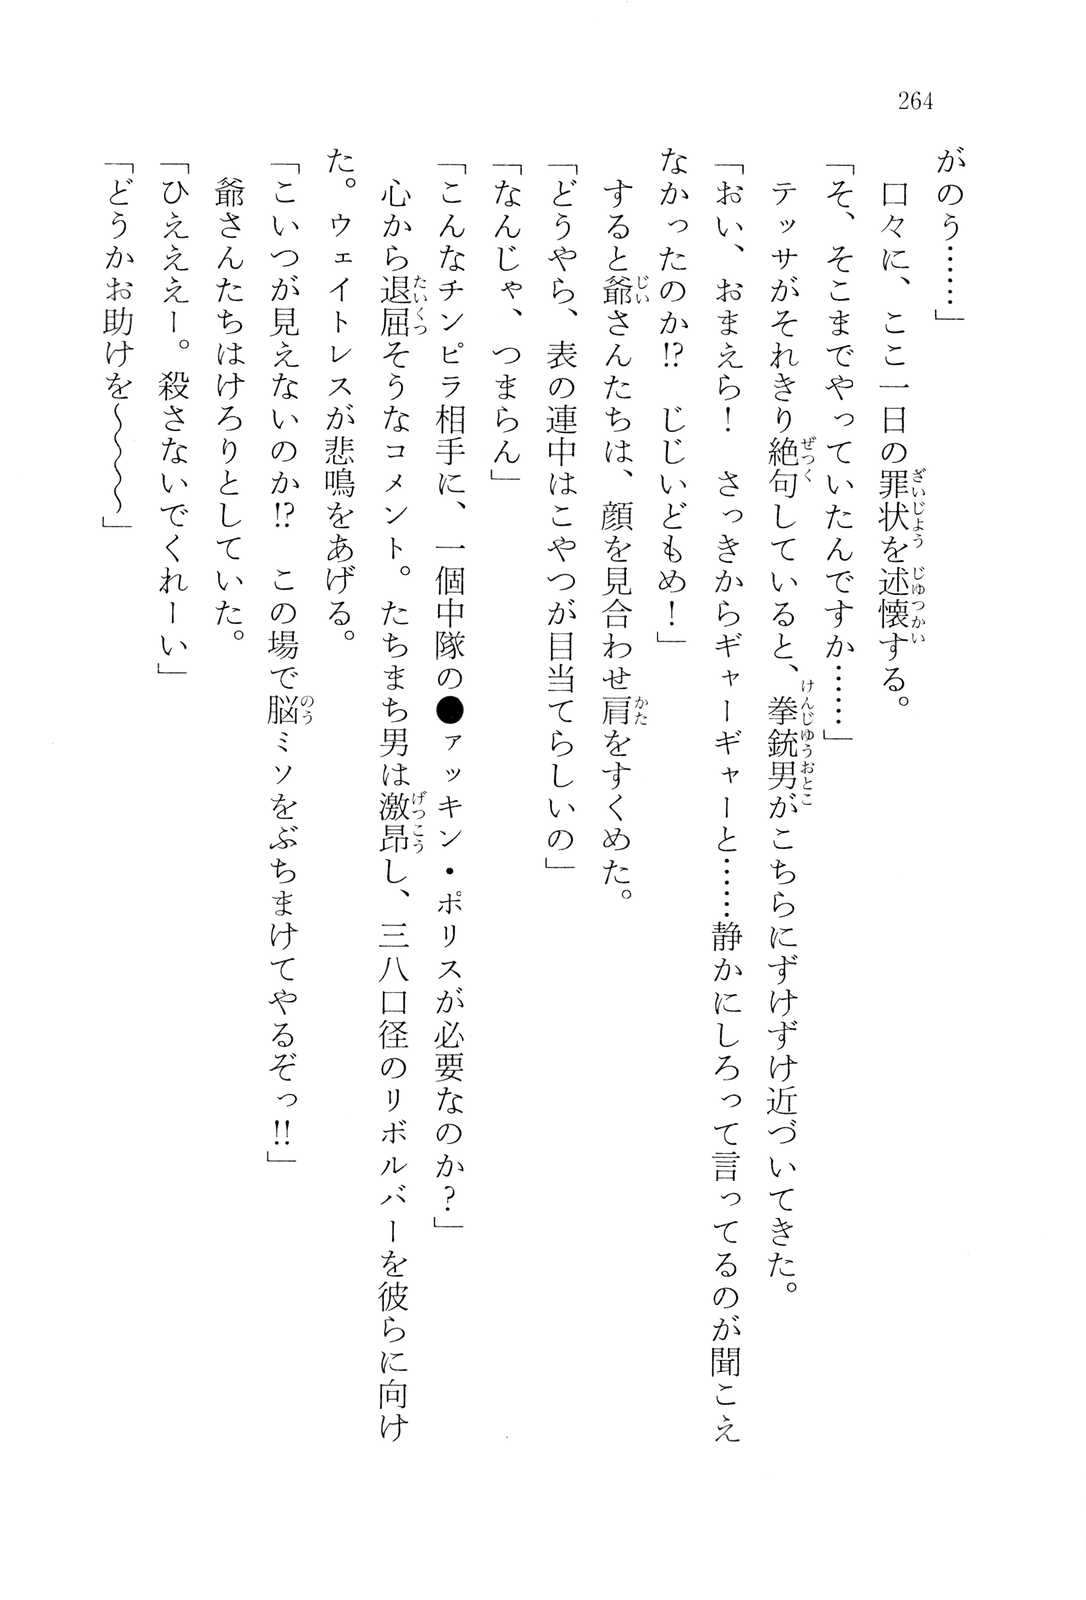 264
がのう……」
　口々に、ここ一日の罪状を述懐する。
「そ、そこまでやっていたんですか……」
　テッサがそれきり絶句していると、拳銃男がこちらにずけずけ近づいてきた。
「おい、おまえら！　さっきからギャーギャーと……静かにしろって言ってるのが聞こえ
なかったのか!?　じじいどもめ！」
　すると爺さんたちは、顔を見合わせ肩をすくめた。
「どうやら、表の連中はこやつが目当てらしいの」
「なんじゃ、つまらん」
「こんなチンピラ相手に、一個中隊の●ァッキン・ポリスが必要なのか？」
　心から退屈そうなコメント。たちまち男は激昂し、三八口径のリボルバーを彼らに向け
た。ウェイトレスが悲鳴をあげる。
「こいつが見えないのか!?　この場で脳ミソをぶちまけてやるぞっ!!」
　爺さんたちはけろりとしていた。
「ひえええー。殺さないでくれーい」
「どうかお助けを〜〜〜〜」